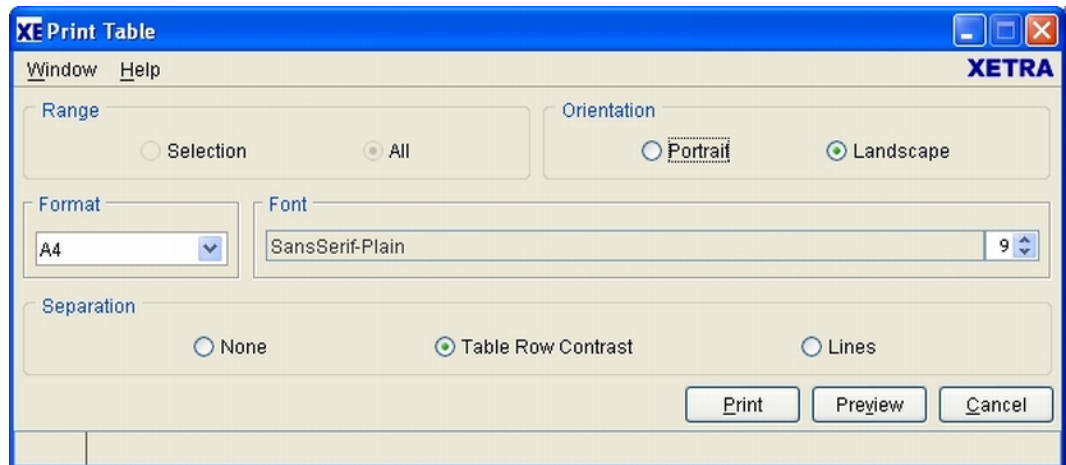 XE Print Table
Window Help XETRA
Range Orientation
Selection All Portrait Landscape
Format Font
A4 SansSerif-Plain 9
Separation
None Table Row Contrast Lines
Print Preview Cancel